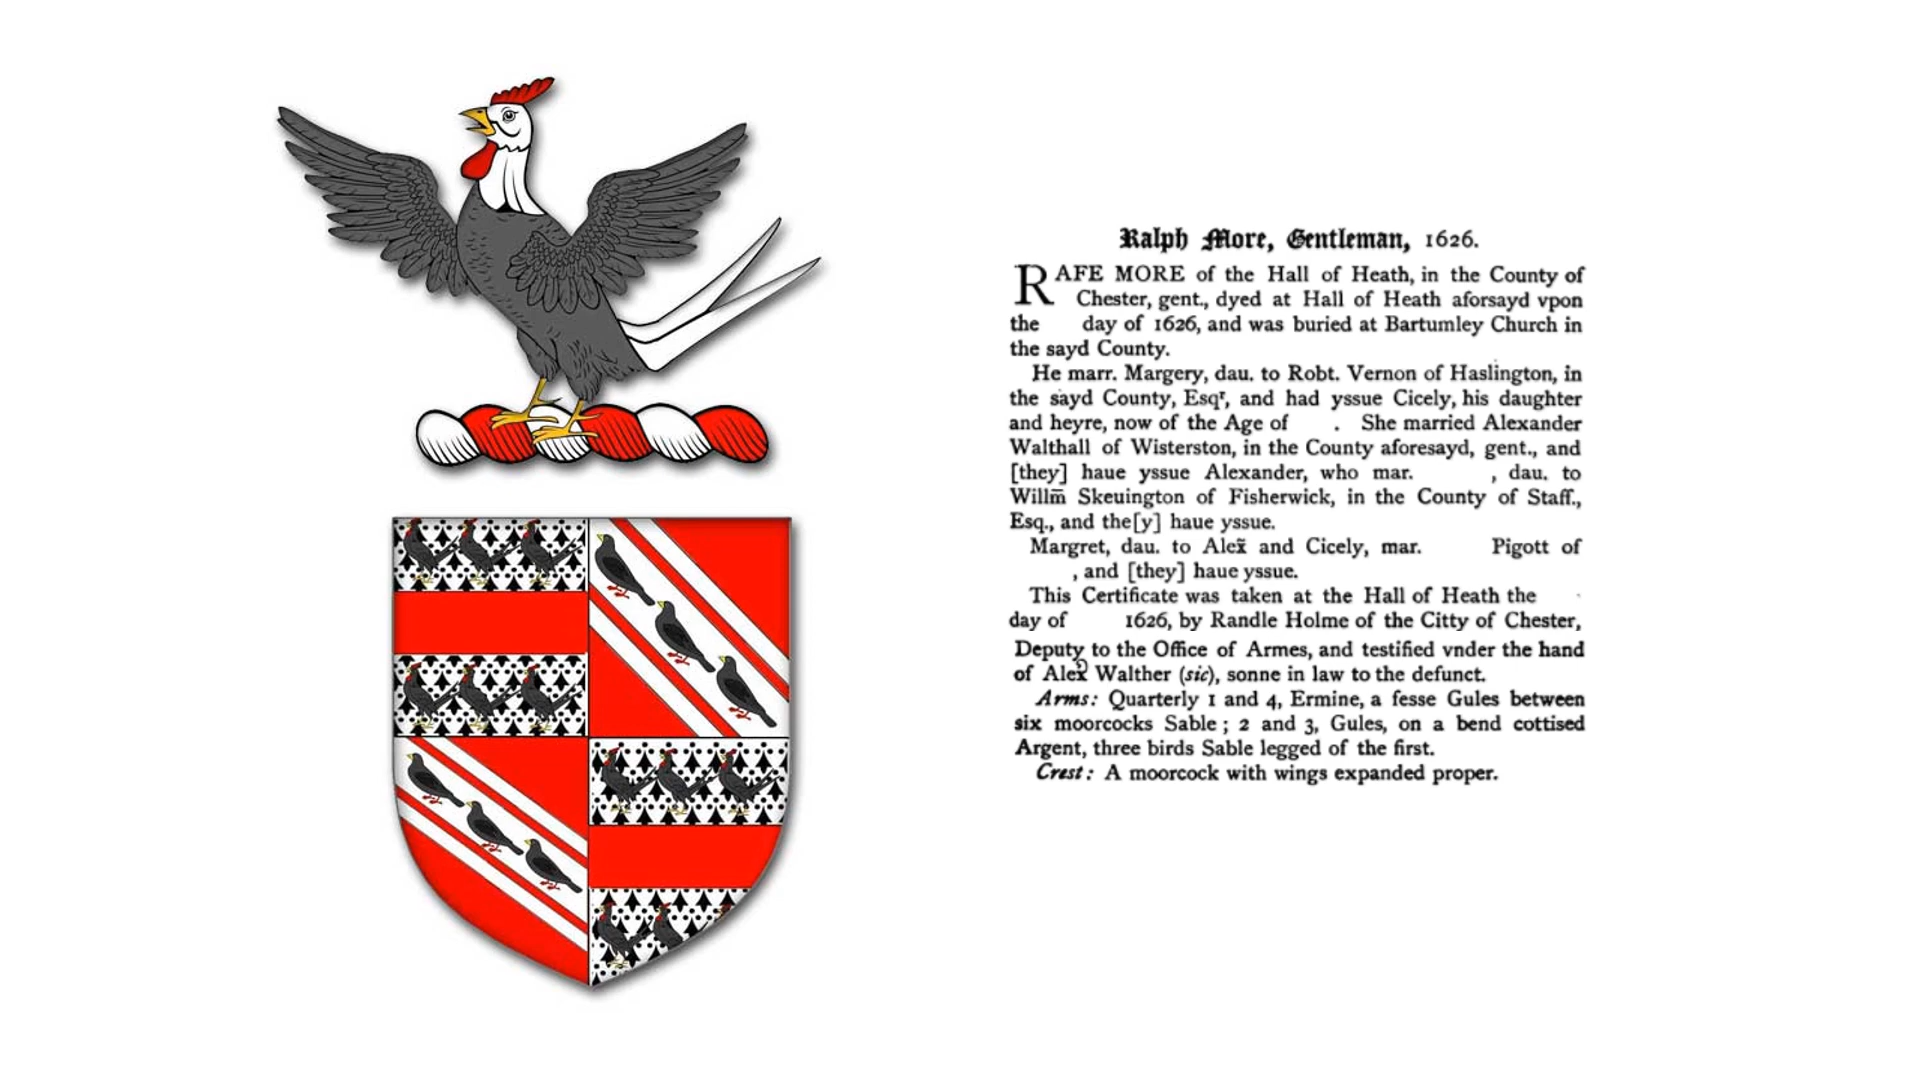 Ralph More, Gentleman, 1626.
RAFE MORE of the Hall of Heath, in the County of
Chester, gent., dyed at Hall of Heath aforsayd vpon
the day of 1626, and was buried at Bartumley Church in
the sayd County.
He marr. Margery, dau. to Robt. Vernon of Haslington, in
the sayd County, Esqʳ, and had yssue Cicely, his daughter
and heyre, now of the Age of . She married Alexander
Walthall of Wisterston, in the County aforesayd, gent., and
[they] haue yssue Alexander, who mar. , dau. to
Willm̃ Skeuington of Fisherwick, in the County of Staff.,
Esq., and the[y] haue yssue.
Margret, dau. to Alex̃ and Cicely, mar. Pigott of
, and [they] haue yssue.
This Certificate was taken at the Hall of Heath the
day of 1626, by Randle Holme of the Citty of Chester,
Deputy to the Office of Armes, and testified vnder the hand
of Alex̃ Walther (sic), sonne in law to the defunct.
Arms: Quarterly 1 and 4, Ermine, a fesse Gules between
six moorcocks Sable; 2 and 3, Gules, on a bend cottised
Argent, three birds Sable legged of the first.
Crest: A moorcock with wings expanded proper.